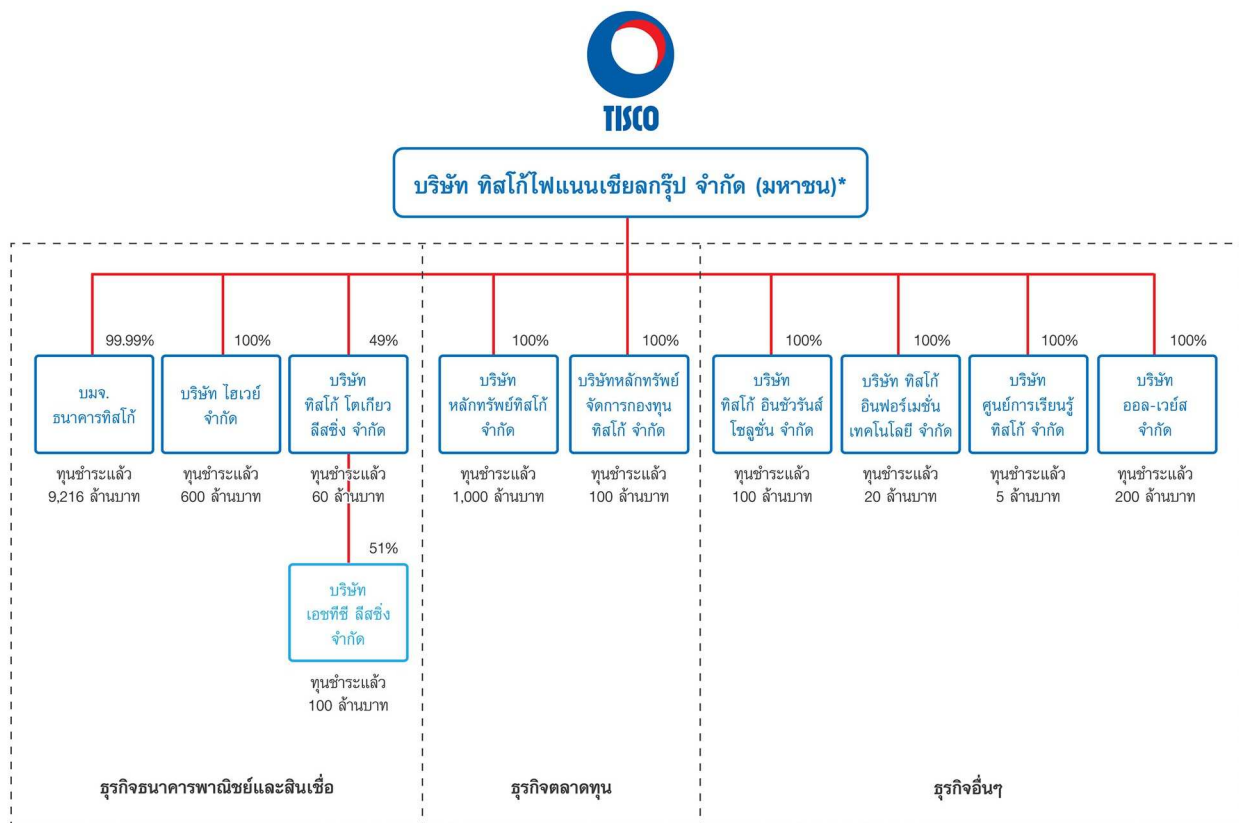 TISCO
บริษัท ทิสโก้ไฟแนนเชียลกรุ๊ป จำกัด (มหาชน)*
99.99%
บมจ.
ธนาคารทิสโก้
ทุนชำระแล้ว
9,216 ล้านบาท
100%
บริษัท ไฮเวย์
จำกัด
ทุนชำระแล้ว
600 ล้านบาท
49%
บริษัท
ทิสโก้ โตเกียว
ลีสซิ่ง จำกัด
ทุนชำระแล้ว
60 ล้านบาท
51%
บริษัท
เอชทีซี ลีสซิ่ง
จำกัด
ทุนชำระแล้ว
100 ล้านบาท
ธุรกิจธนาคารพาณิชย์และสินเชื่อ
100%
บริษัท
หลักทรัพย์ทิสโก้
จำกัด
ทุนชำระแล้ว
1,000 ล้านบาท
100%
บริษัทหลักทรัพย์
จัดการกองทุน
ทิสโก้ จำกัด
ทุนชำระแล้ว
100 ล้านบาท
ธุรกิจตลาดทุน
100%
บริษัท
ทิสโก้ อินชัวรันส์
โซลูชั่น จำกัด
ทุนชำระแล้ว
100 ล้านบาท
100%
บริษัท ทิสโก้
อินฟอร์เมชั่น
เทคโนโลยี จำกัด
ทุนชำระแล้ว
20 ล้านบาท
100%
บริษัท
ศูนย์การเรียนรู้
ทิสโก้ จำกัด
ทุนชำระแล้ว
5 ล้านบาท
100%
บริษัท
ออล-เวย์ส
จำกัด
ทุนชำระแล้ว
200 ล้านบาท
ธุรกิจอื่นๆ